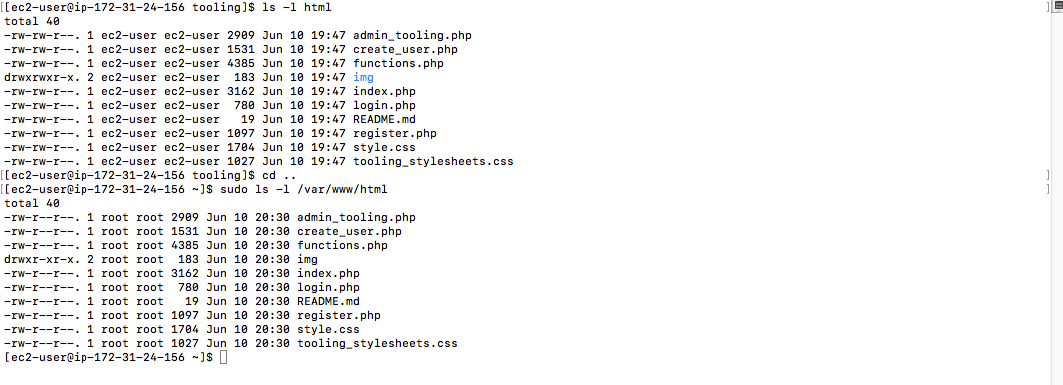 [[ec2-user@ip-172-31-24-156 tooling]$ ls -l html ]
total 40
-rw-rw-r--. 1 ec2-user ec2-user 2909 Jun 10 19:47 admin_tooling.php
-rw-rw-r--. 1 ec2-user ec2-user 1531 Jun 10 19:47 create_user.php
-rw-rw-r--. 1 ec2-user ec2-user 4385 Jun 10 19:47 functions.php
drwxrwxr-x. 2 ec2-user ec2-user  183 Jun 10 19:47 img
-rw-rw-r--. 1 ec2-user ec2-user 3162 Jun 10 19:47 index.php
-rw-rw-r--. 1 ec2-user ec2-user  780 Jun 10 19:47 login.php
-rw-rw-r--. 1 ec2-user ec2-user   19 Jun 10 19:47 README.md
-rw-rw-r--. 1 ec2-user ec2-user 1097 Jun 10 19:47 register.php
-rw-rw-r--. 1 ec2-user ec2-user 1704 Jun 10 19:47 style.css
-rw-rw-r--. 1 ec2-user ec2-user 1027 Jun 10 19:47 tooling_stylesheets.css
[[ec2-user@ip-172-31-24-156 tooling]$ cd .. ]
[[ec2-user@ip-172-31-24-156 ~]$ sudo ls -l /var/www/html ]
total 40
-rw-r--r--. 1 root root 2909 Jun 10 20:30 admin_tooling.php
-rw-r--r--. 1 root root 1531 Jun 10 20:30 create_user.php
-rw-r--r--. 1 root root 4385 Jun 10 20:30 functions.php
drwxr-xr-x. 2 root root  183 Jun 10 20:30 img
-rw-r--r--. 1 root root 3162 Jun 10 20:30 index.php
-rw-r--r--. 1 root root  780 Jun 10 20:30 login.php
-rw-r--r--. 1 root root   19 Jun 10 20:30 README.md
-rw-r--r--. 1 root root 1097 Jun 10 20:30 register.php
-rw-r--r--. 1 root root 1704 Jun 10 20:30 style.css
-rw-r--r--. 1 root root 1027 Jun 10 20:30 tooling_stylesheets.css
[ec2-user@ip-172-31-24-156 ~]$